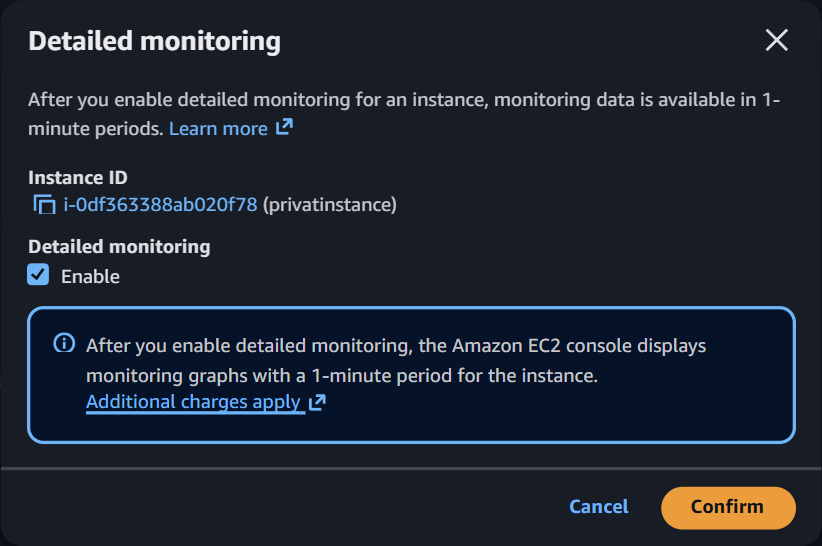 Detailed monitoring
After you enable detailed monitoring for an instance, monitoring data is available in 1-
minute periods. Learn more
Instance ID
i-0df363388ab020f78 (privatinstance)
Detailed monitoring
Enable
After you enable detailed monitoring, the Amazon EC2 console displays
monitoring graphs with a 1-minute period for the instance.
Additional charges apply
Cancel
Confirm